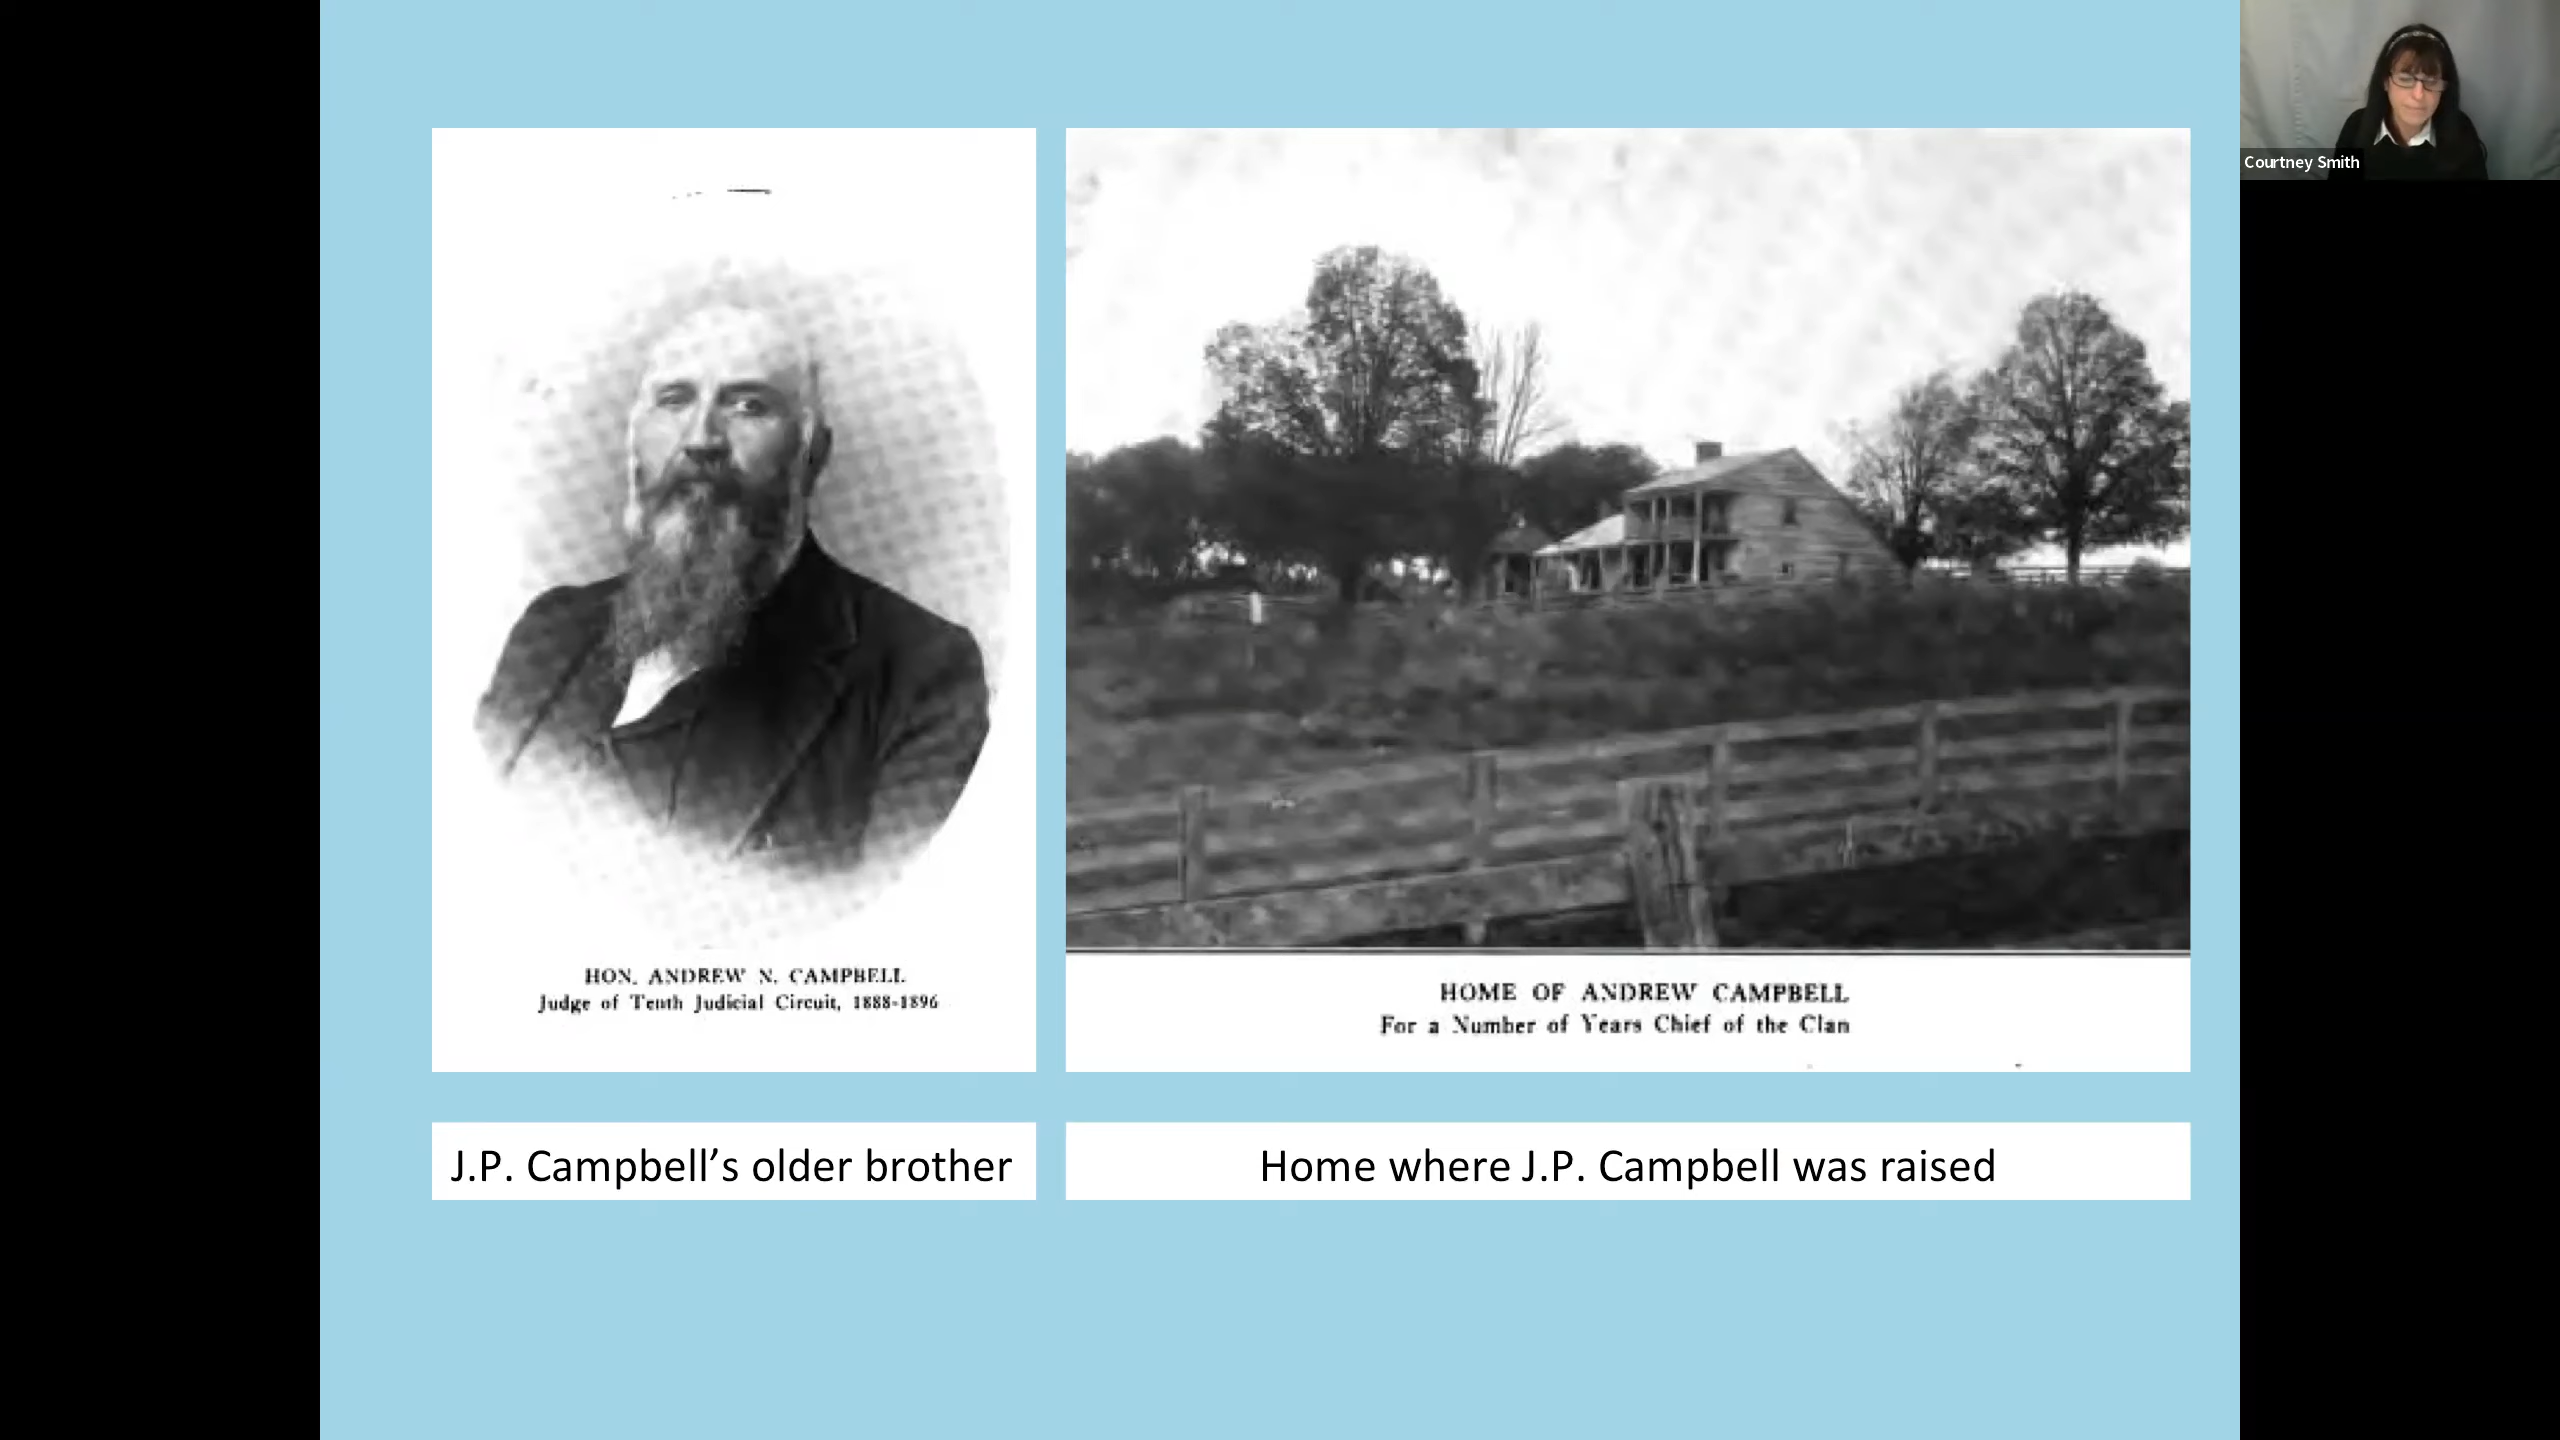 Courtney Smith
HON. ANDREW N. CAMPBELL
Judge of Tenth Judicial Circuit, 1888-1896
HOME OF ANDREW CAMPBELL
For a Number of Years Chief of the Clan
J.P. Campbell’s older brother
Home where J.P. Campbell was raised